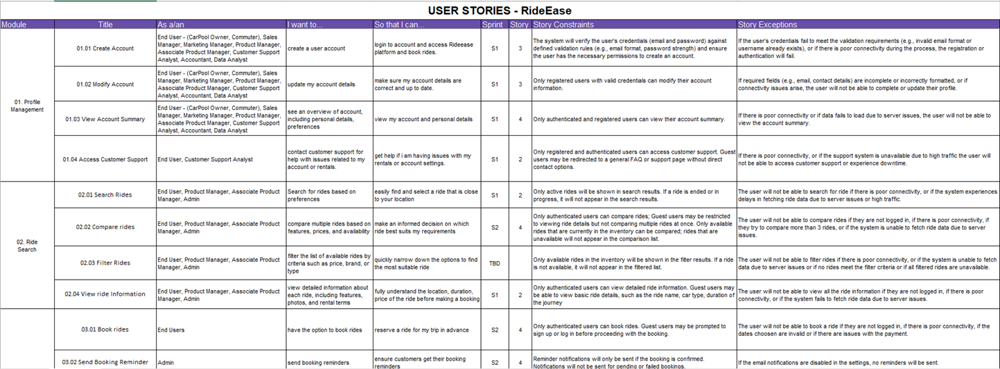 USER STORIES - RideEase
Module Title As a/an I want to... So that I can... Sprint Story Story Constraints Story Exceptions
01. Profile
Management
01.01 Create Account
End User - (CarPool Owner, Commuter), Sales
Manager, Marketing Manager, Product Manager,
Associate Product Manager, Customer Support
Analyst, Accountant, Data Analyst
create a user account
login to account and access Rideease
platform and book rides.
S1
3
The system will verify the user's credentials (email and password) against
defined validation rules (e.g., email format, password strength) and ensure
the user has the necessary permissions to create an account.
If the user's credentials fail to meet the validation requirements (e.g., invalid email format or
username already exists), or if there is poor connectivity during the process, the registration or
authentication will fail.
01.02 Modify Account
End User - (CarPool Owner, Commuter), Sales
Manager, Marketing Manager, Product Manager,
Associate Product Manager, Customer Support
Analyst, Accountant, Data Analyst
update my account details
make sure my account details are
correct and up to date.
S1
3
Only registered users with valid credentials can modify their account
information.
If required fields (e.g., email, contact details) are incomplete or incorrectly formatted, or if
connectivity issues arise, the user will not be able to complete or update their profile.
01.03 View Account Summary
End User - (CarPool Owner, Commuter), Sales
Manager, Marketing Manager, Product Manager,
Associate Product Manager, Customer Support
Analyst, Accountant, Data Analyst
see an overview of account,
including personal details,
preferences
view my account and personal details
S1
4
Only authenticated and registered users can view their account summary.
If there is poor connectivity or if data fails to load due to server issues, the user will not be able to
view the account summary.
01.04 Access Customer Support
End User, Customer Support Analyst
contact customer support for
help with issues related to my
account or rentals.
get help if i am having issues with my
rentals or account settings.
S1
2
Only registered and authenticated users can access customer support. Guest
users may be redirected to a general FAQ or support page without direct
contact options.
If there is poor connectivity, or if the support system is unavailable due to high traffic the user will
not be able to access customer support or experience downtime.
02. Ride
Search
02.01 Search Rides
End User, Product Manager, Associate Product
Manager, Admin
Search for rides based on
preferences
easily find and select a ride that is close
to your location
S1
2
Only active rides will be shown in search results. If a ride is ended or in
progress, it will not appear in the search results.
The user will not be able to search for ride if there is poor connectivity, or if the system experiences
delays in fetching ride data due to server issues or high traffic.
02.02 Compare rides
End User, Product Manager, Associate Product
Manager, Admin
compare multiple rides based on
features, prices, and availability
make an informed decision on which
ride best suits my requirements
S2
4
Only authenticated users can compare rides; Guest users may be restricted
to viewing ride details but not comparing multiple rides at once. Only available
rides that are currently in the inventory can be compared; rides that are
unavailable will not appear in the comparison list.
The user will not be able to compare rides if they are not logged in, if there is poor connectivity, if
they try to compare more than 3 rides, or if the system is unable to fetch ride data due to server
issues.
02.03 Filter Rides
End User, Product Manager, Associate Product
Manager, Admin
filter the list of available rides by
criteria such as price, brand, or
type
quickly narrow down the options to find
the most suitable ride
TBD
Only available rides in the inventory will be shown in the filter results. If a ride
is not available, it will not appear in the filtered list.
The user will not be able to filter rides if there is poor connectivity, or if the system is unable to fetch
data due to server issues or if no rides meet the filter criteria or if all filtered rides are unavailable.
02.04 View ride Information
End User, Product Manager, Associate Product
Manager, Admin
view detailed information about
each ride, including features,
photos, and rental terms
fully understand the location, duration,
price of the ride before making a booking
S1
2
Only authenticated users can view detailed ride information. Guest users may
be able to view basic ride details, such as the ride name, car type, duration of
the journey
The user will not be able to view all the ride information if they are not logged in, if there is poor
connectivity, or if the system fails to fetch ride data due to server issues.
03.01 Book rides
End Users
have the option to book rides
reserve a ride for my trip in advance
S2
4
Only authenticated users can book rides. Guest users may be prompted to
sign up or log in before proceeding with the booking.
The user will not be able to book a ride if they are not logged in, if there is poor connectivity, if the
dates choosen are invalid or if there are issues with the payment.
03.02 Send Booking Reminder
Admin
send booking reminders
ensure customers get their booking
reminders
S2
4
Reminder notifications will only be sent if the booking is confirmed.
Notifications will not be sent for pending or failed bookings.
If the email notifications are disabled in the settings, no reminders will be sent.